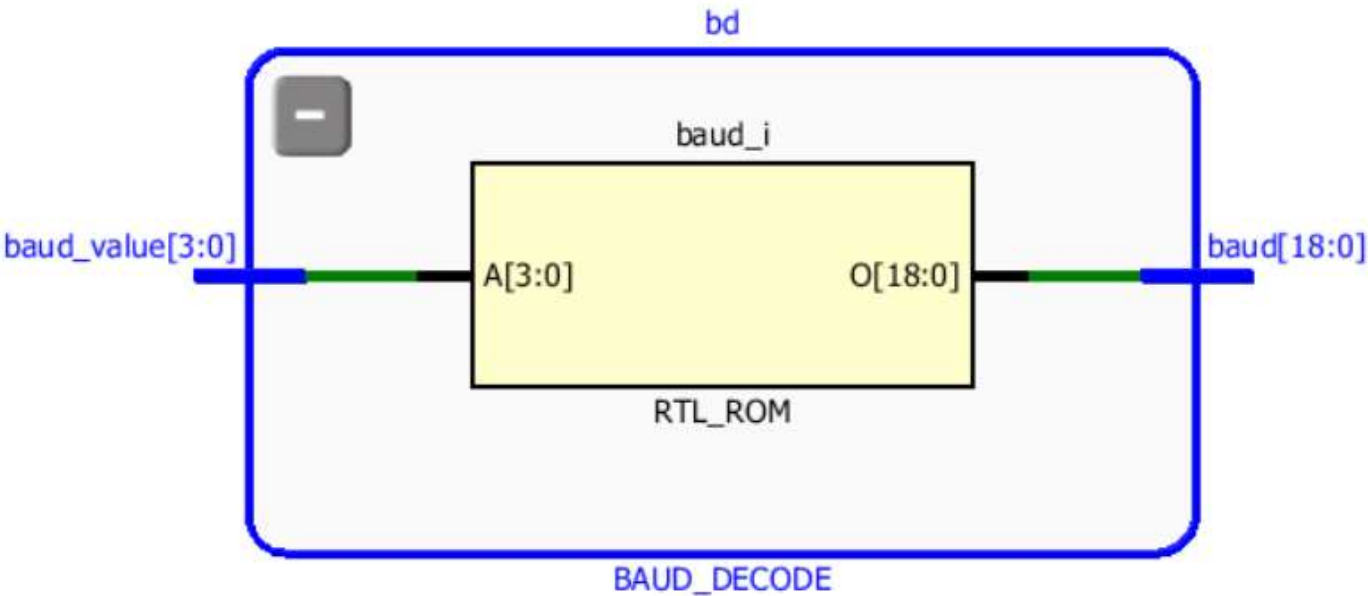 bd
baud_i
baud_value[3:0]
A[3:0]
O[18:0]
baud[18:0]
RTL_ROM
BAUD_DECODE